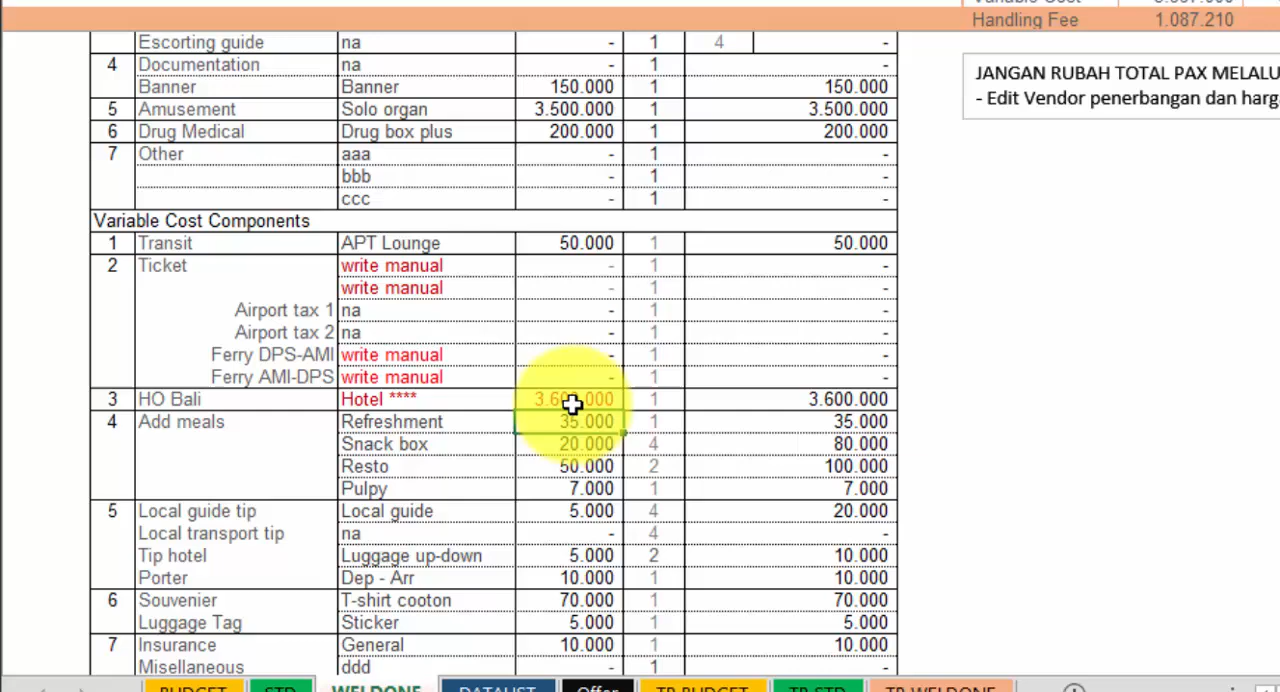 Handling Fee 1.087.210
Escorting guide na - 1 4 -
JANGAN RUBAH TOTAL PAX MELALU
4 Documentation na - 1 -
Banner Banner 150.000 1 150.000
- Edit Vendor penerbangan dan harg
5 Amusement Solo organ 3.500.000 1 3.500.000
6 Drug Medical Drug box plus 200.000 1 200.000
7 Other aaa - 1 -
bbb - 1 -
ccc - 1 -
Variable Cost Components
1 Transit APT Lounge 50.000 1 50.000
2 Ticket write manual - 1 -
write manual - 1 -
Airport tax 1 na - 1 -
Airport tax 2 na - 1 -
Ferry DPS-AMI write manual - 1 -
Ferry AMI-DPS write manual - 1 -
3 HO Bali Hotel **** 3.600.000 1 3.600.000
4 Add meals Refreshment 35.000 1 35.000
Snack box 20.000 4 80.000
Resto 50.000 2 100.000
Pulpy 7.000 1 7.000
5 Local guide tip Local guide 5.000 4 20.000
Local transport tip na - 4 -
Tip hotel Luggage up-down 5.000 2 10.000
Porter Dep - Arr 10.000 1 10.000
6 Souvenier T-shirt cooton 70.000 1 70.000
Luggage Tag Sticker 5.000 1 5.000
7 Insurance General 10.000 1 10.000
Misellaneous ddd - 1 -
BUDGET STD WELDONE DATALIST Offer TR BUDGET TR STD TR WELDONE